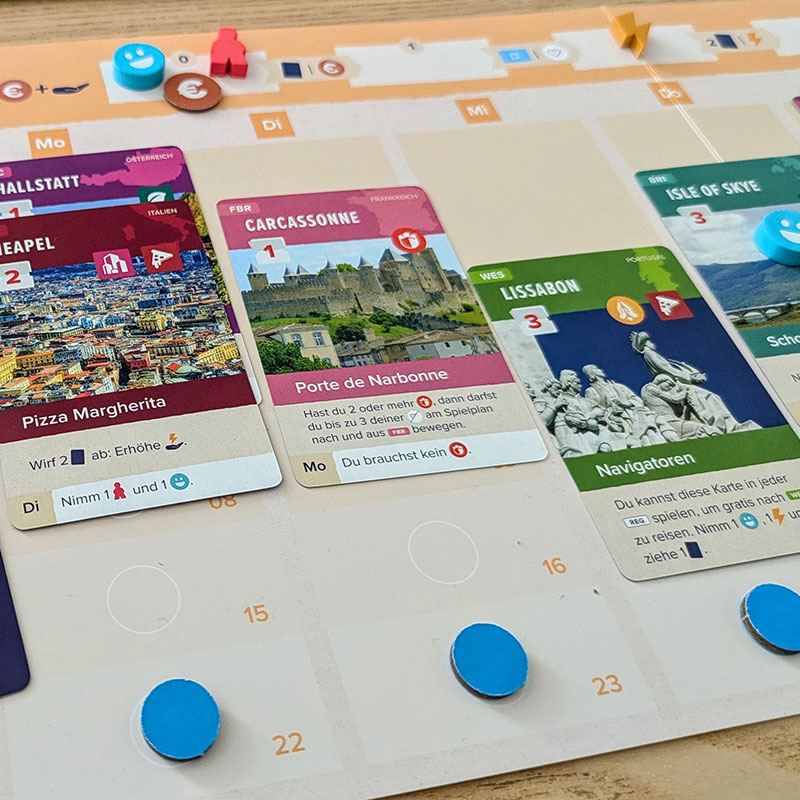 0
1
2
€
+
€
€
Mo
Di
Mi
Do
ÖSTERREICH
HALLSTATT
1
ITALIEN
NEAPEL
2
Pizza Margherita
Wirf 2 ab: Erhöhe
Di
Nimm 1 und 1
FBR
FRANKREICH
CARCASSONNE
1
Porte de Narbonne
Hast du 2 oder mehr , dann darfst
du bis zu 3 deiner am Spielplan
nach und aus FBR bewegen.
Mo
Du brauchst kein
WES
PORTUGAL
LISSABON
3
Navigatoren
Du kannst diese Karte in jeder
REG spielen, um gratis nach WES
zu reisen. Nimm 1 , 1
ziehe 1
BRI
ISLE OF SKYE
3
08
15
16
22
23